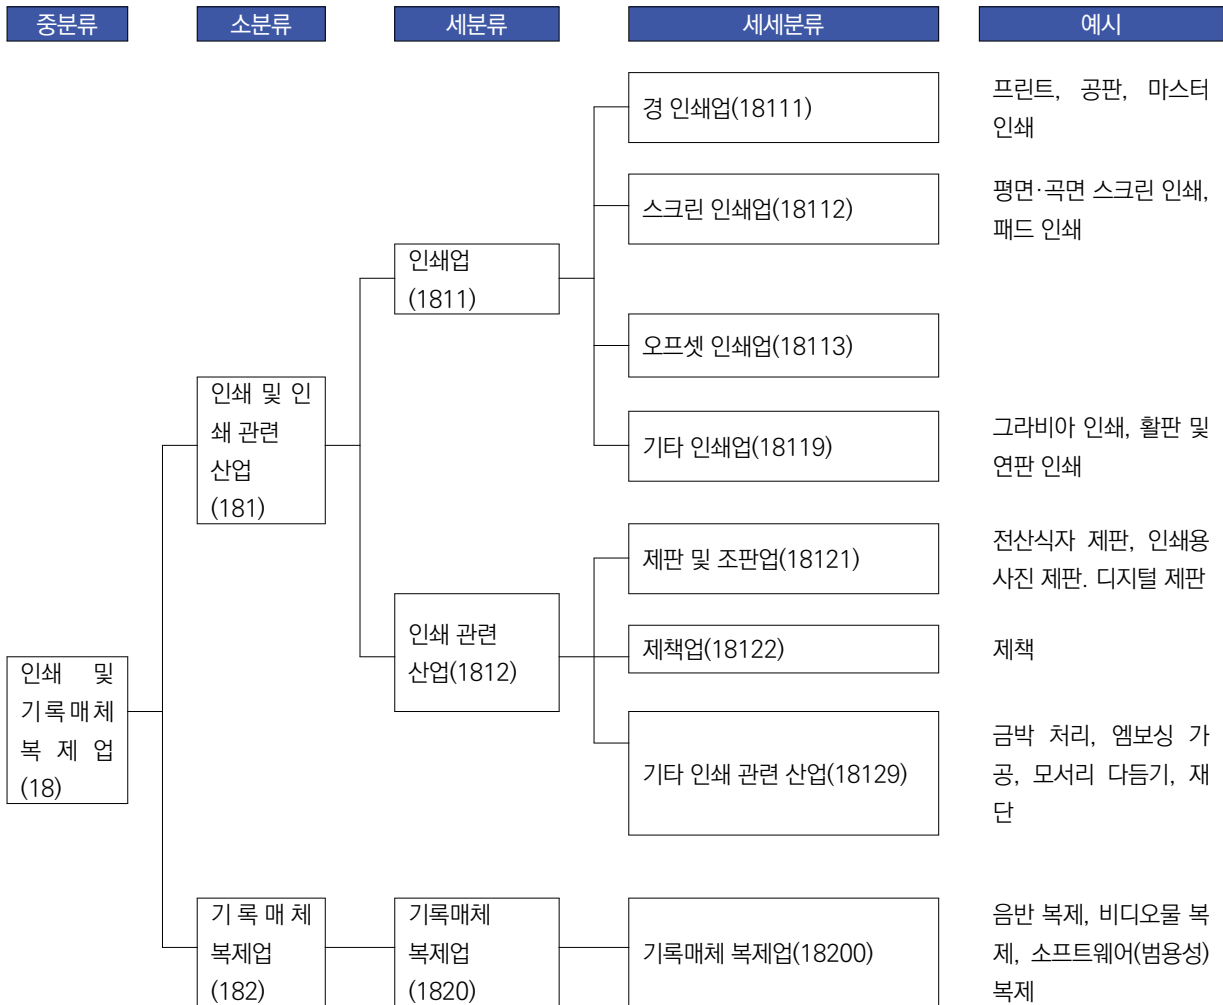 중분류
소분류
세분류
세세분류
예시
경 인쇄업(18111)
프린트, 공판, 마스터
인쇄
스크린 인쇄업(18112)
평면·곡면 스크린 인쇄,
패드 인쇄
인쇄업
(1811)
오프셋 인쇄업(18113)
인쇄 및 인
쇄 관련
산업
(181)
기타 인쇄업(18119)
그라비아 인쇄, 활판 및
연판 인쇄
제판 및 조판업(18121)
전산식자 제판, 인쇄용
사진 제판. 디지털 제판
인쇄 관련
산업(1812)
제책업(18122)
제책
인쇄 및
기록매체
복 제 업
(18)
기타 인쇄 관련 산업(18129)
금박 처리, 엠보싱 가
공, 모서리 다듬기, 재
단
기 록 매 체
복제업
(182)
기록매체
복제업
(1820)
기록매체 복제업(18200)
음반 복제, 비디오물 복
제, 소프트웨어(범용성)
복제